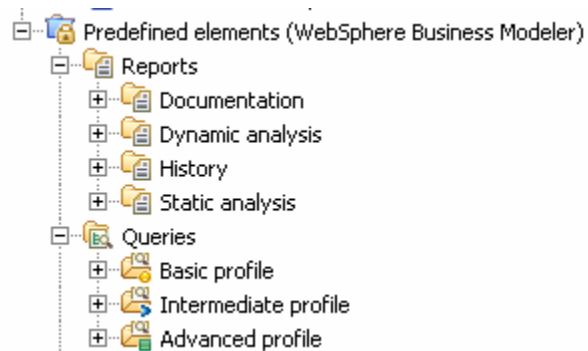 Predefined elements (WebSphere Business Modeler)
Reports
Documentation
Dynamic analysis
History
Static analysis
Queries
Basic profile
Intermediate profile
Advanced profile